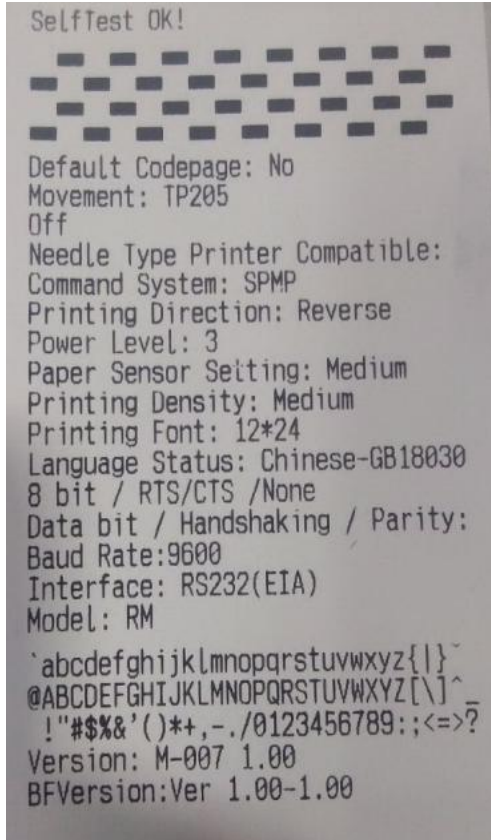 SelfTest OK!
Default Codepage: No
Movement: TP205
Off
Needle Type Printer Compatible:
Command System: SPMP
Printing Direction: Reverse
Power Level: 3
Paper Sensor Setting: Medium
Printing Density: Medium
Printing Font: 12*24
Language Status: Chinese-GB18030
8 bit / RTS/CTS /None
Data bit / Handshaking / Parity:
Baud Rate:9600
Interface: RS232(EIA)
Model: RM
`abcdefghijklmnopqrstuvwxyz{|}~
@ABCDEFGHIJKLMNOPQRSTUVWXYZ[\]^_
 !"#$%&'()*+,-./0123456789:;<=>?
Version: M-007 1.00
BFVersion:Ver 1.00-1.00